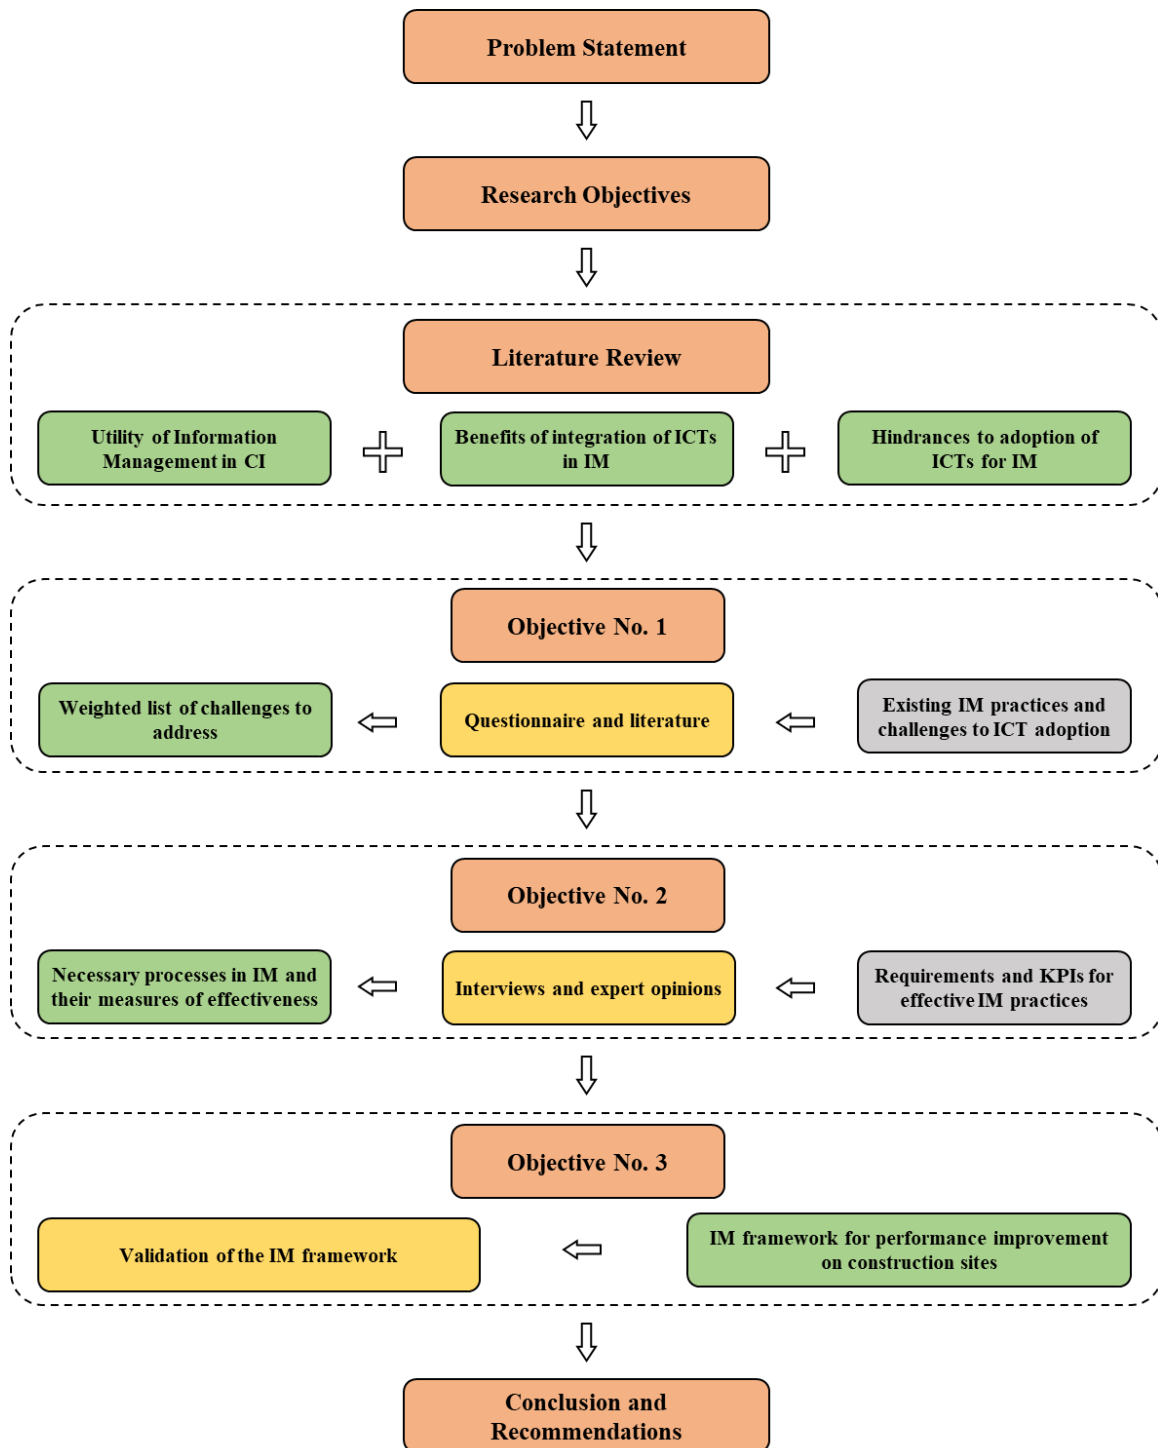 Problem Statement
Research Objectives
Literature Review
Utility of Information
Management in CI
Benefits of integration of ICTs
in IM
Hindrances to adoption of
ICTs for IM
Objective No. 1
Weighted list of challenges to
address
Questionnaire and literature
Existing IM practices and
challenges to ICT adoption
Objective No. 2
Necessary processes in IM and
their measures of effectiveness
Interviews and expert opinions
Requirements and KPIs for
effective IM practices
Objective No. 3
Validation of the IM framework
IM framework for performance improvement
on construction sites
Conclusion and
Recommendations